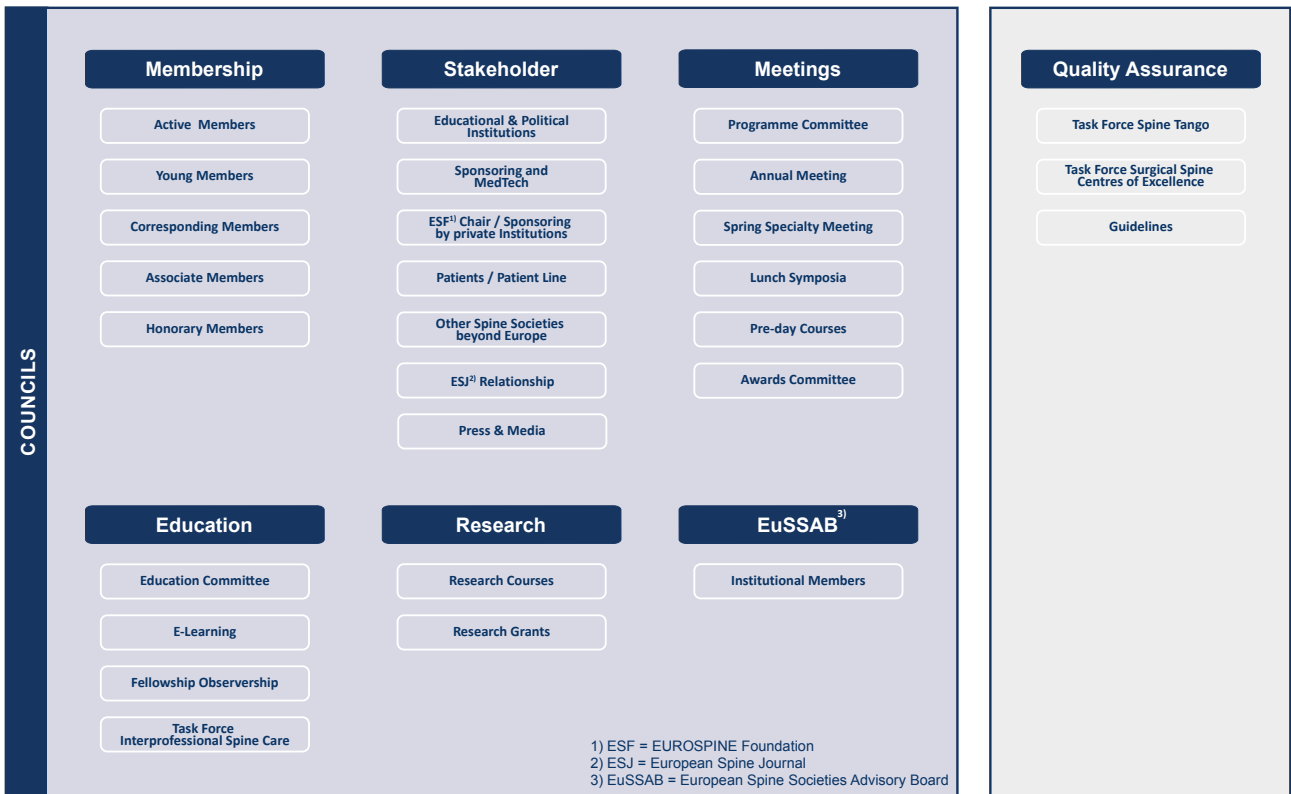 COUNCILS
Membership
Active Members
Young Members
Corresponding Members
Associate Members
Honorary Members
Stakeholder
Educational & Political
Institutions
Sponsoring and
MedTech
ESF¹⁾ Chair / Sponsoring
by private Institutions
Patients / Patient Line
Other Spine Societies
beyond Europe
ESJ²⁾ Relationship
Press & Media
Meetings
Programme Committee
Annual Meeting
Spring Specialty Meeting
Lunch Symposia
Pre-day Courses
Awards Committee
Education
Education Committee
E-Learning
Fellowship Observership
Task Force
Interprofessional Spine Care
Research
Research Courses
Research Grants
EuSSAB³⁾
Institutional Members
1) ESF = EUROSPINE Foundation
2) ESJ = European Spine Journal
3) EuSSAB = European Spine Societies Advisory Board
Quality Assurance
Task Force Spine Tango
Task Force Surgical Spine
Centres of Excellence
Guidelines